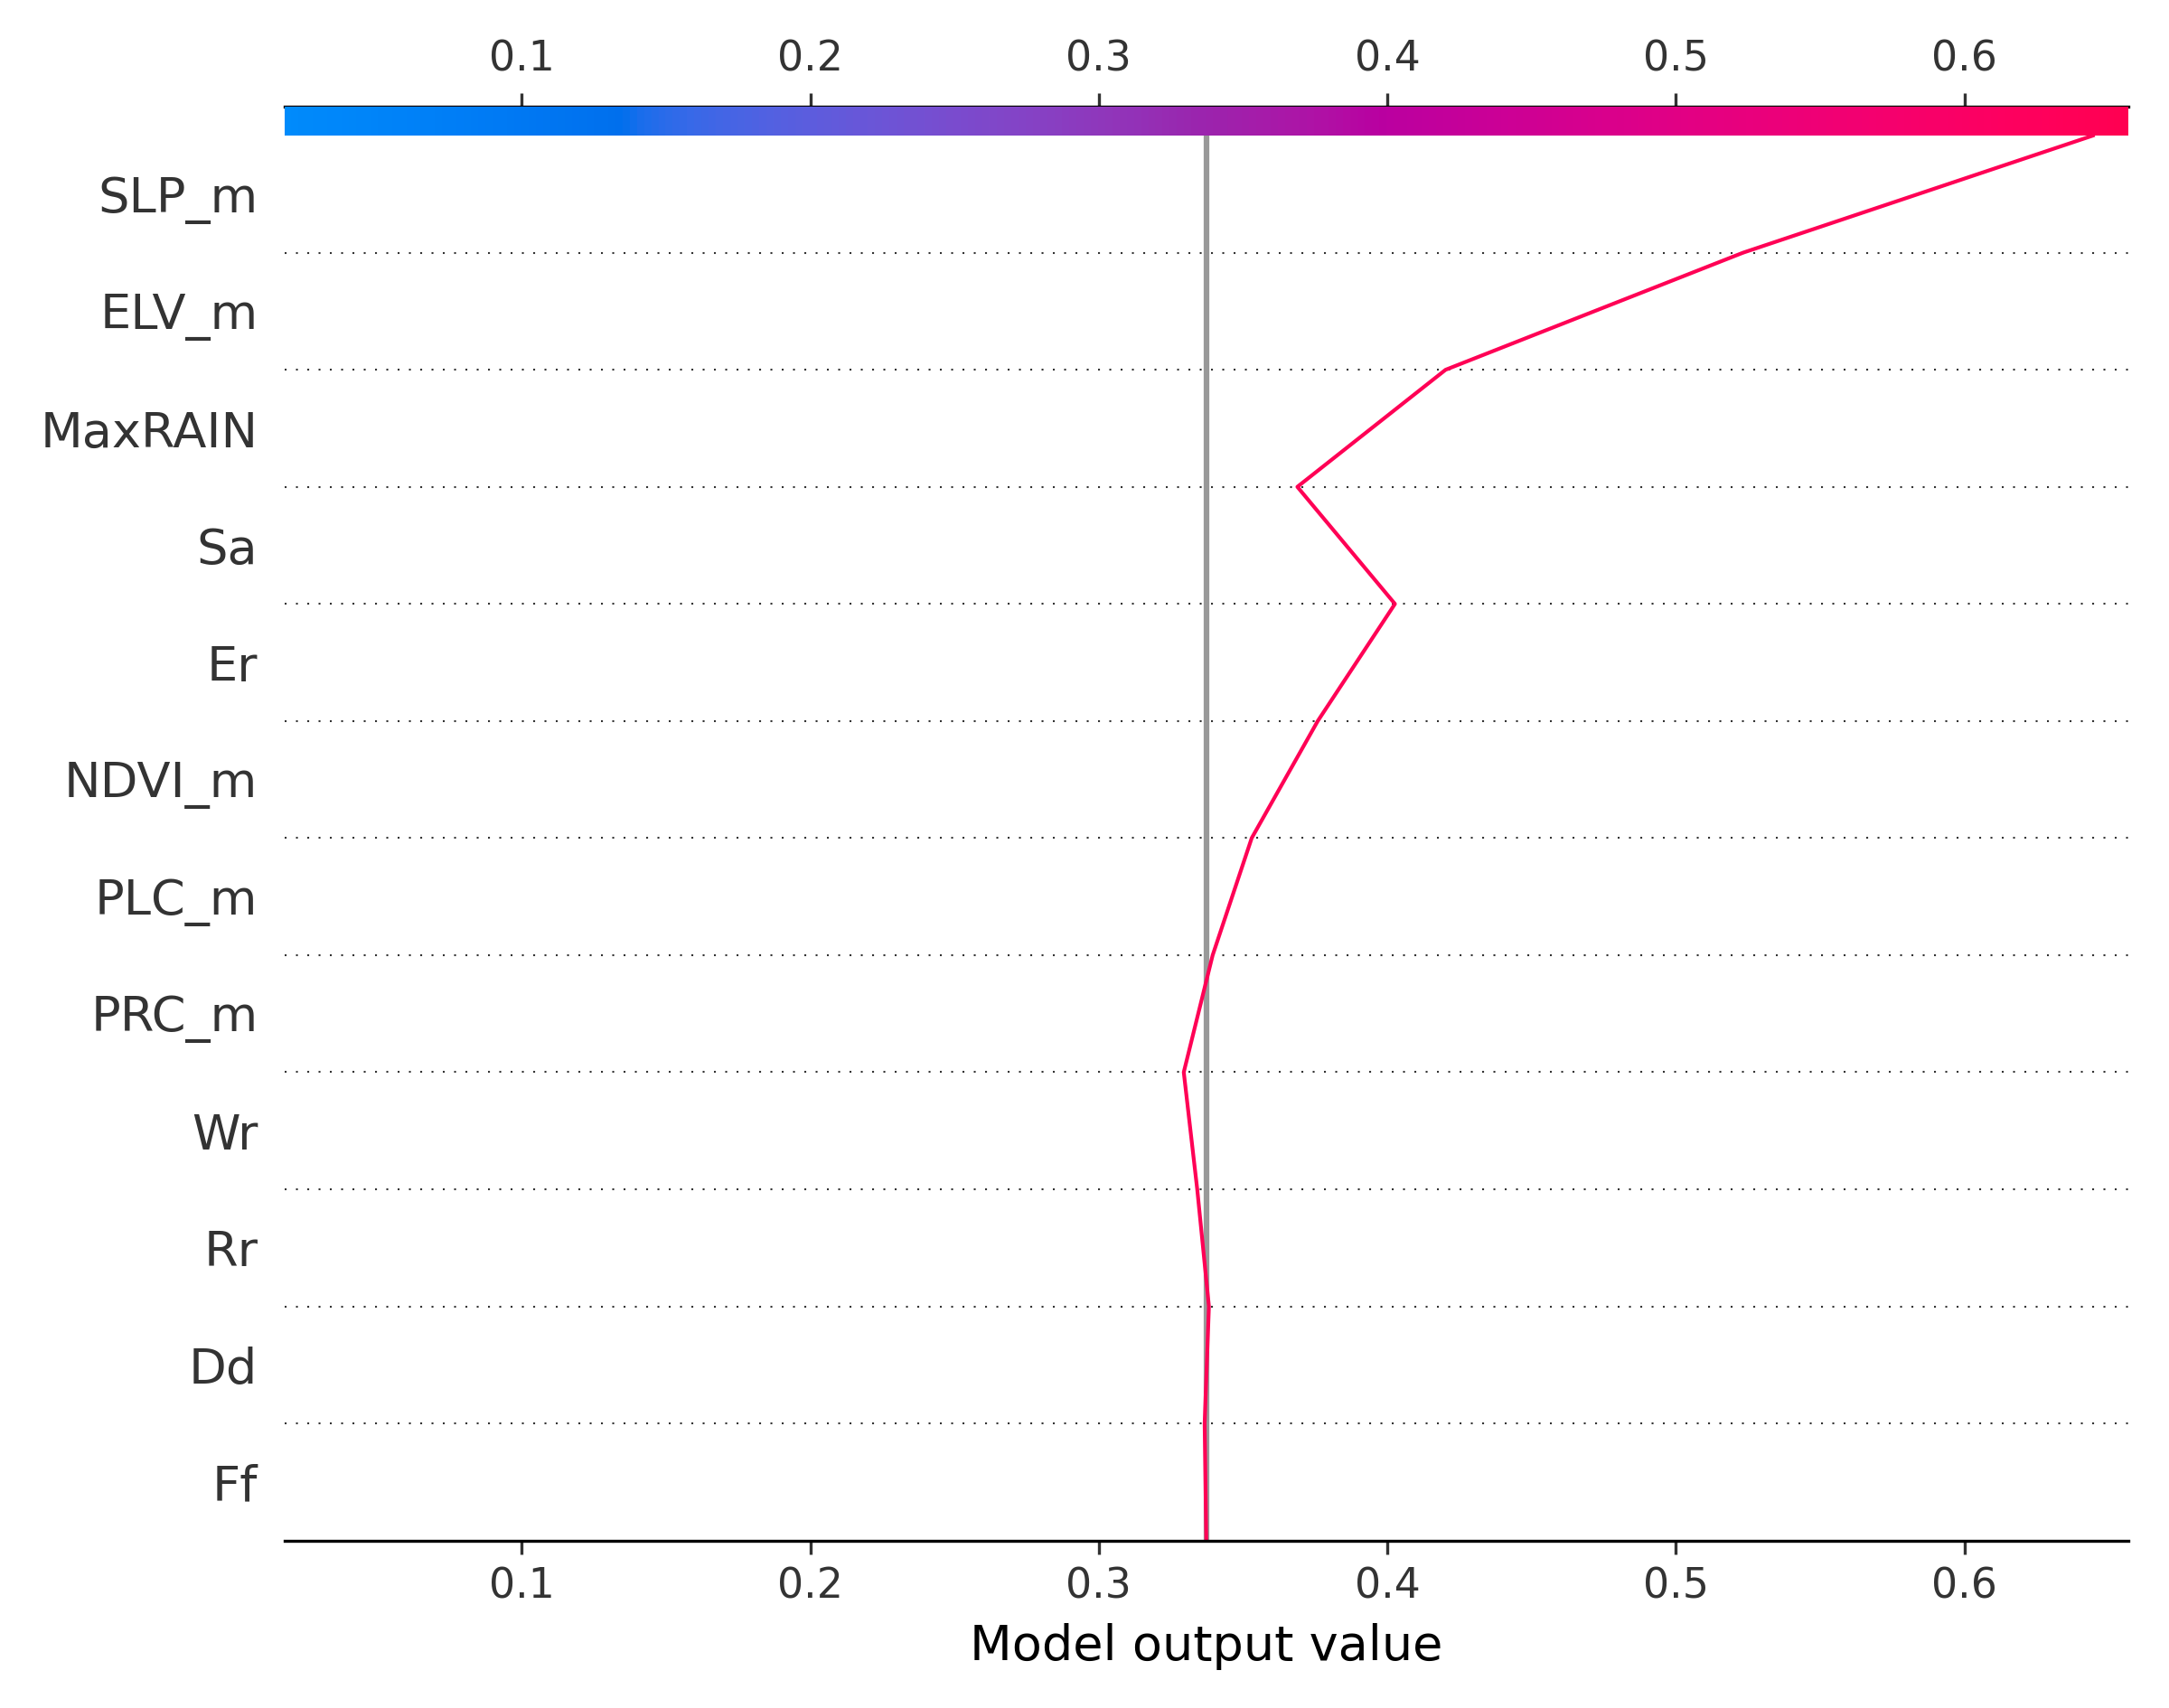 0.1 0.2 0.3 0.4 0.5 0.6
SLP_m
ELV_m
MaxRAIN
Sa
Er
NDVI_m
PLC_m
PRC_m
Wr
Rr
Dd
Ff
0.1 0.2 0.3 0.4 0.5 0.6
Model output value